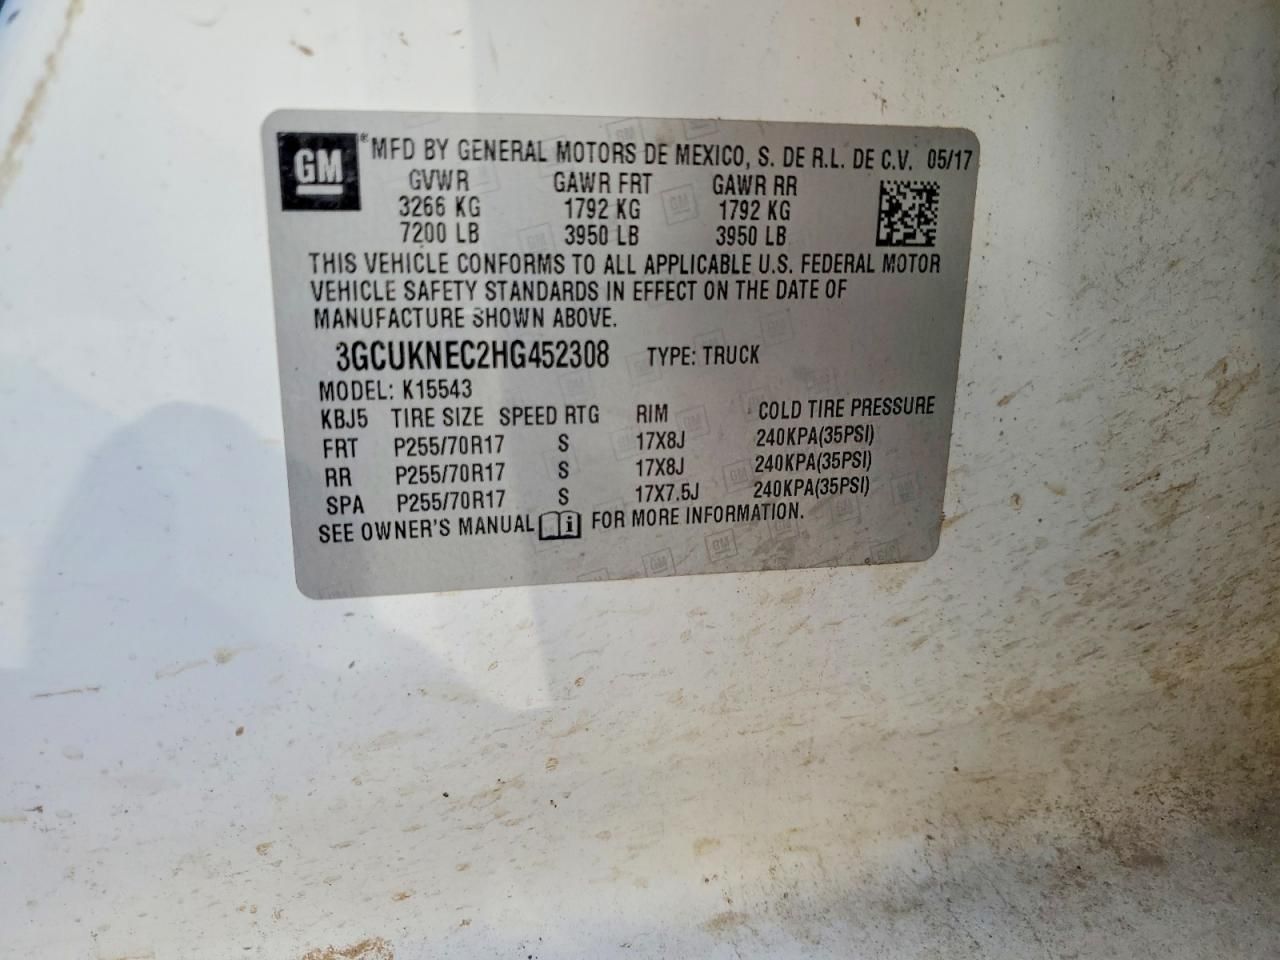 GM ® MFD BY GENERAL MOTORS DE MEXICO, S. DE R.L. DE C.V. 05/17
GVWR GAWR FRT GAWR RR
3266 KG 1792 KG 1792 KG
7200 LB 3950 LB 3950 LB
THIS VEHICLE CONFORMS TO ALL APPLICABLE U.S. FEDERAL MOTOR
VEHICLE SAFETY STANDARDS IN EFFECT ON THE DATE OF
MANUFACTURE SHOWN ABOVE.
3GCUKNEC2HG452308 TYPE: TRUCK
MODEL: K15543
KBJ5 TIRE SIZE SPEED RTG RIM COLD TIRE PRESSURE
FRT P255/70R17 S 17X8J 240KPA(35PSI)
RR P255/70R17 S 17X8J 240KPA(35PSI)
SPA P255/70R17 S 17X7.5J 240KPA(35PSI)
SEE OWNER'S MANUAL i FOR MORE INFORMATION.